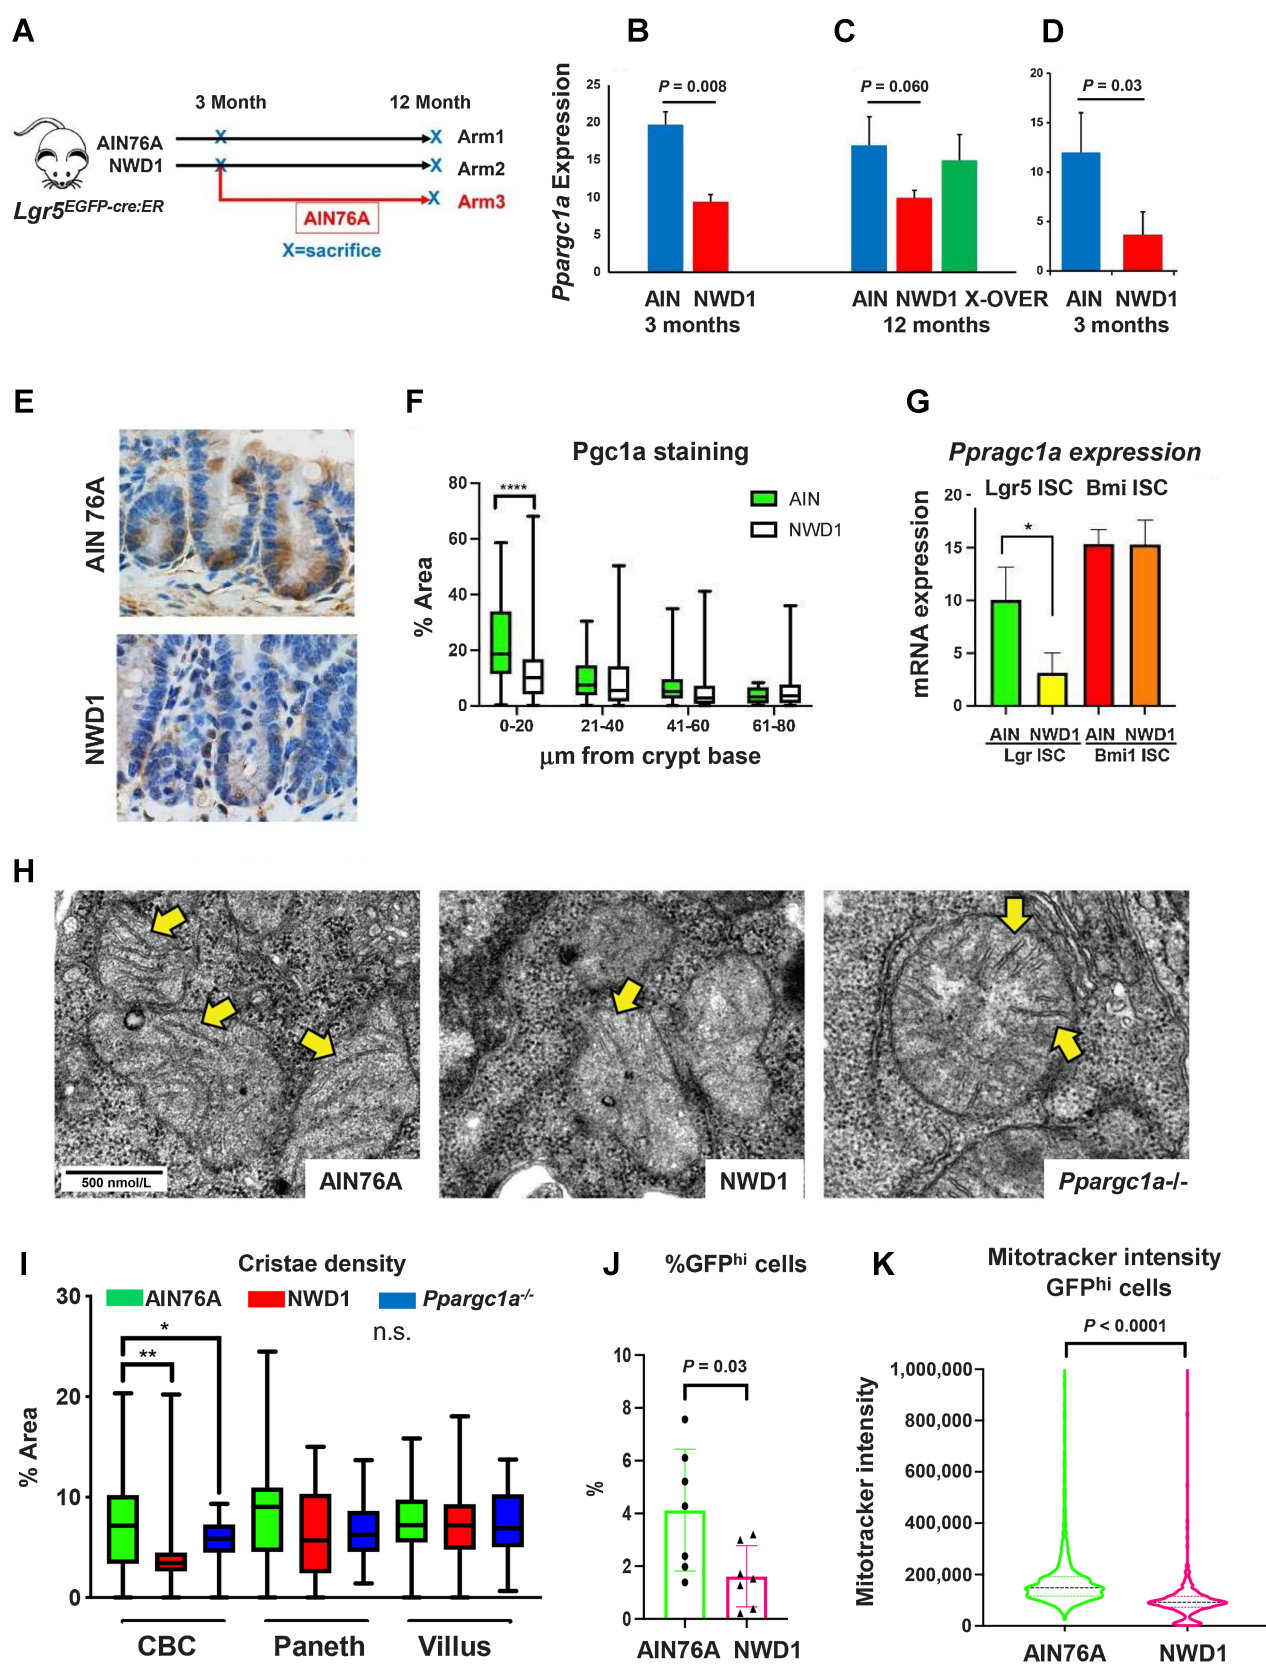 A
3 Month
12 Month
AIN76A
NWD1
Arm1
Arm2
Arm3
Lgr5EGFP-cre:ER
AIN76A
X=sacrifice
B
C
D
Ppargc1a Expression
25
20
15
10
5
0
P = 0.008
AIN NWD1
3 months
P = 0.060
AIN NWD1 X-OVER
12 months
20
15
10
5
0
P = 0.03
AIN NWD1
3 months
E
AIN 76A
NWD1
F
Pgc1a staining
% Area
80
60
40
20
0
****
AIN
NWD1
0-20 21-40 41-60 61-80
µm from crypt base
G
Ppragc1a expression
Lgr5 ISC Bmi ISC
mRNA expression
20
15
10
5
0
*
AIN NWD1 AIN NWD1
Lgr ISC Bmi1 ISC
H
500 nmol/L
AIN76A
NWD1
Ppargc1a-/-
I
Cristae density
AIN76A NWD1 Ppargc1a-/-
n.s.
% Area
30
20
10
0
*
**
CBC Paneth Villus
J
%GFPhi cells
%
10
8
6
4
2
0
P = 0.03
AIN76A NWD1
K
Mitotracker intensity
GFPhi cells
P < 0.0001
Mitotracker intensity
1,000,000
800,000
600,000
400,000
200,000
0
AIN76A NWD1